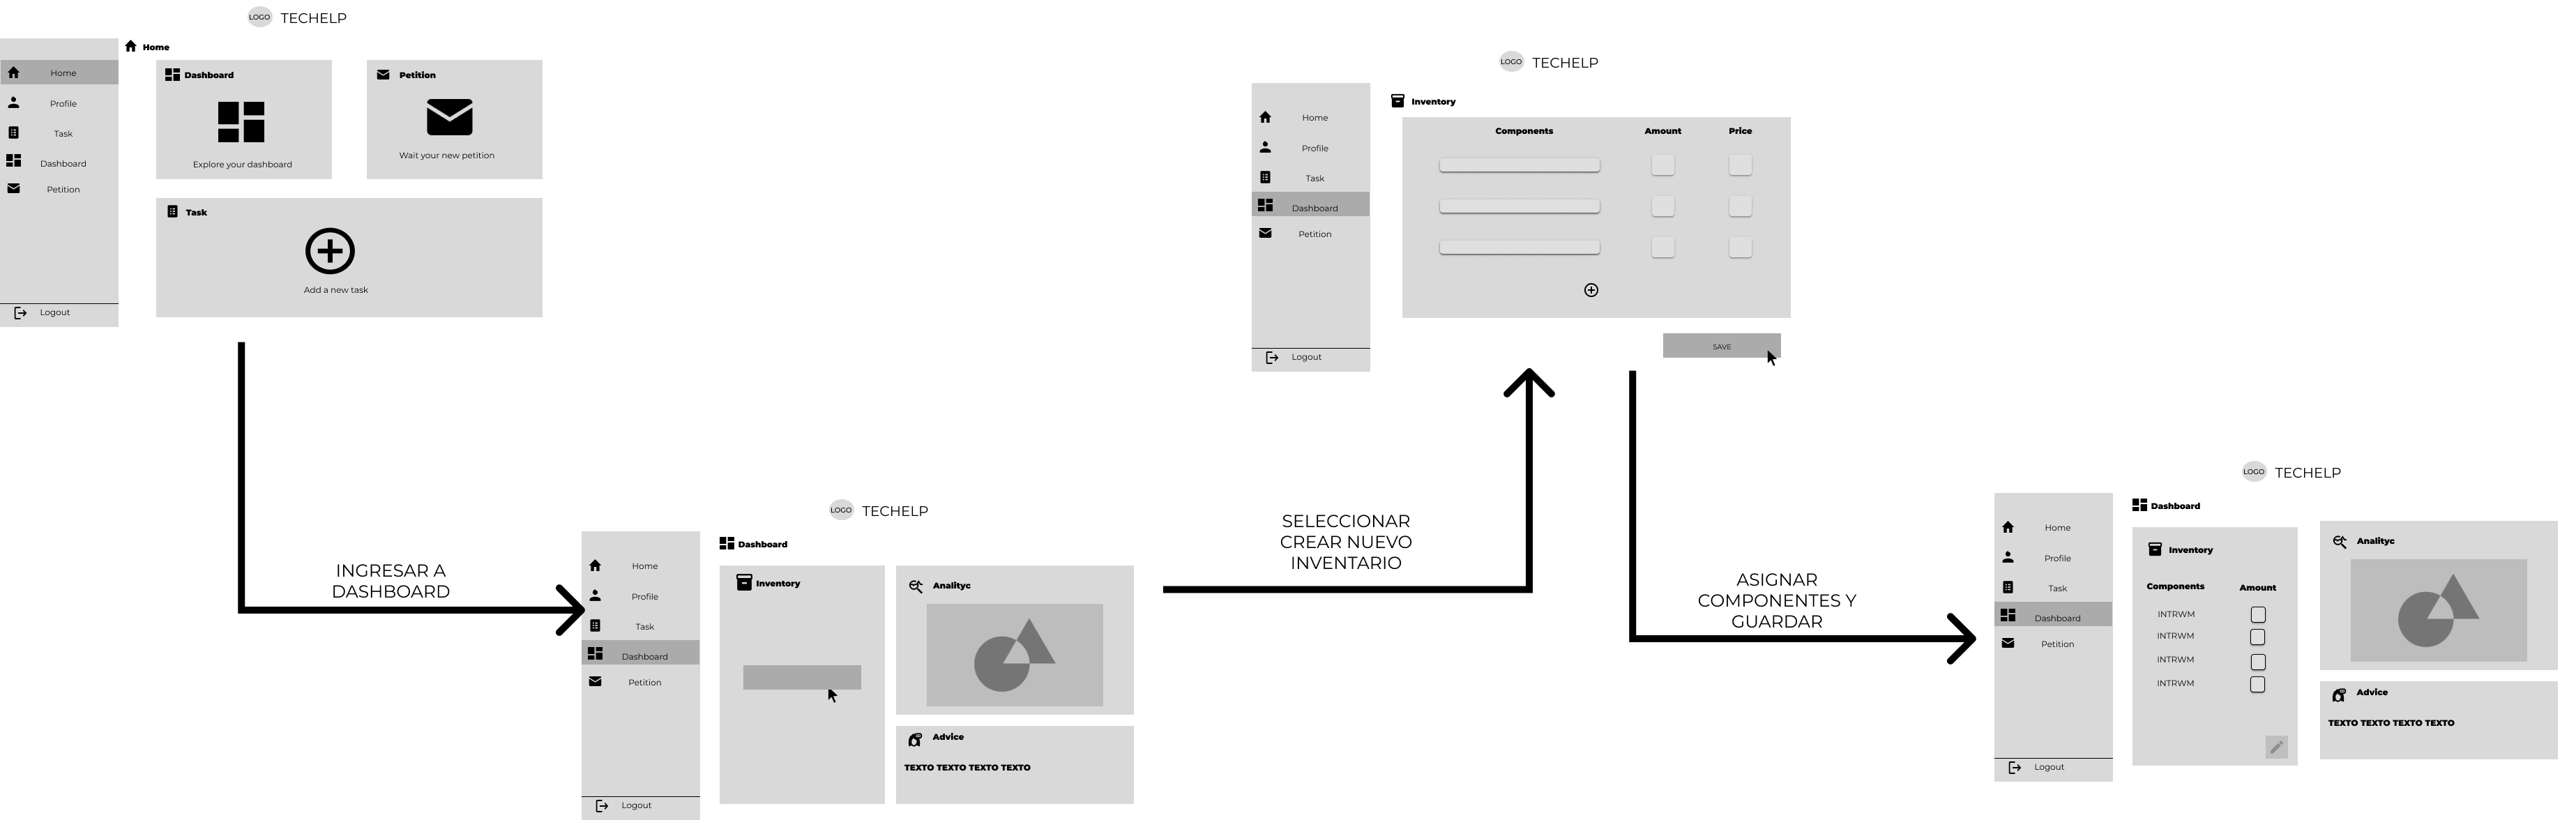 LOGO TECHELP
Home
Home
Profile
Task
Dashboard
Petition
Logout
Dashboard
Explore your dashboard
Petition
Wait your new petition
Task
Add a new task
INGRESAR A
DASHBOARD
LOGO TECHELP
Home
Profile
Task
Dashboard
Petition
Logout
Dashboard
Inventory
Analityc
Advice
TEXTO TEXTO TEXTO TEXTO
SELECCIONAR
CREAR NUEVO
INVENTARIO
LOGO TECHELP
Home
Profile
Task
Dashboard
Petition
Logout
Inventory
Components Amount Price
SAVE
ASIGNAR
COMPONENTES Y
GUARDAR
LOGO TECHELP
Home
Profile
Task
Dashboard
Petition
Logout
Dashboard
Inventory
Components Amount
INTRWM
INTRWM
INTRWM
INTRWM
Analityc
Advice
TEXTO TEXTO TEXTO TEXTO